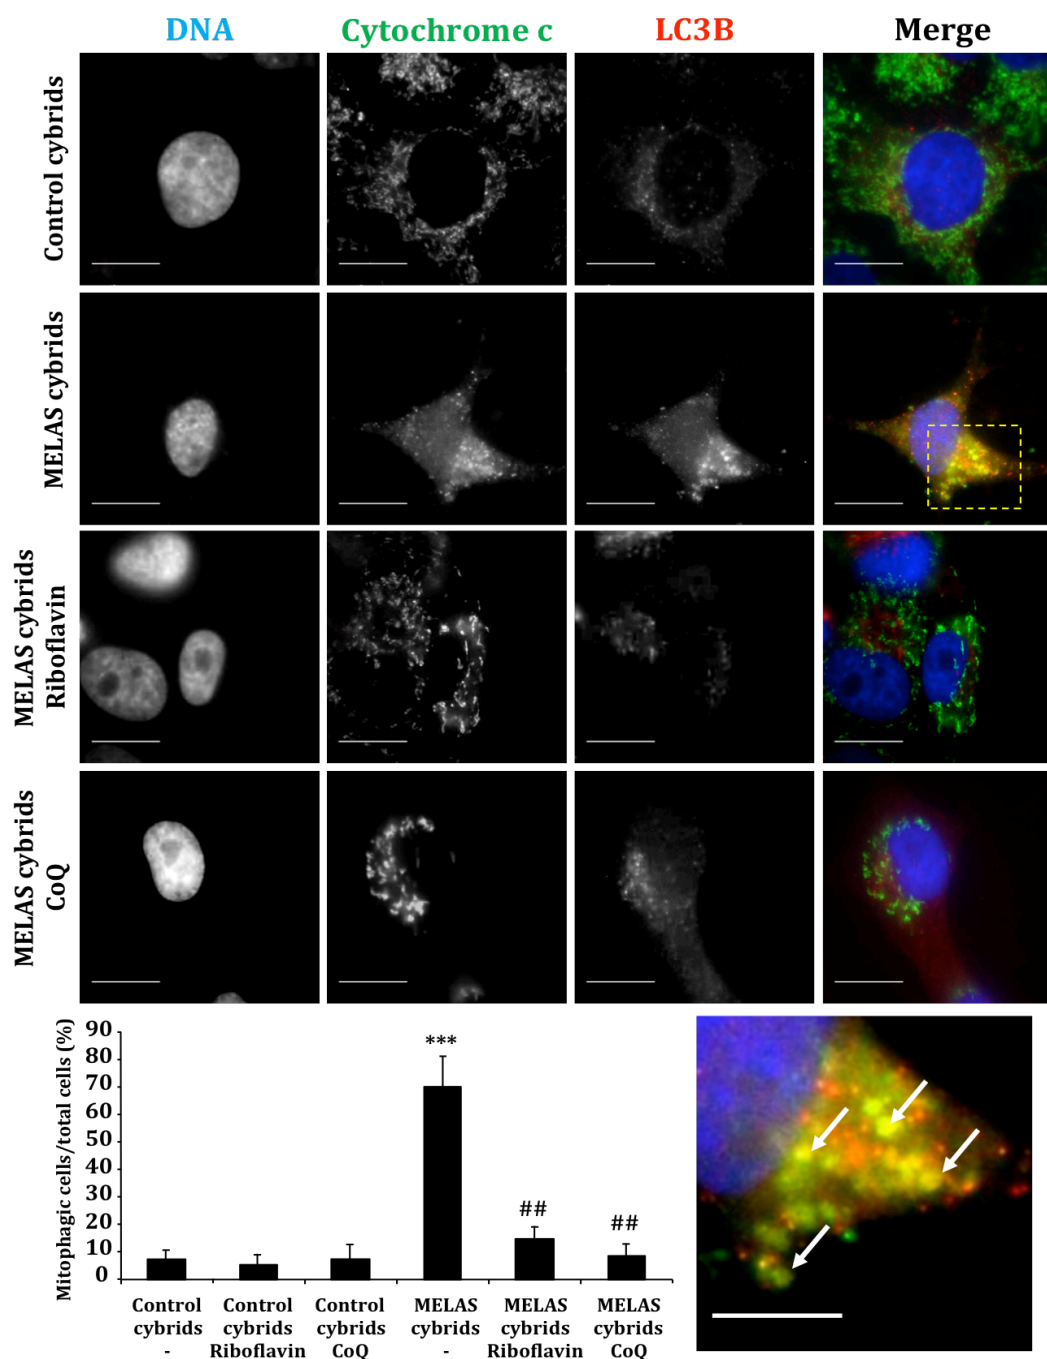 DNA Cytochrome c LC3B Merge
Control cybrids
MELAS cybrids
MELAS cybrids
Riboflavin
MELAS cybrids
CoQ
Mitophagic cells/total cells (%)
90
80
70
60
50
40
30
20
10
0
***
##
##
Control Control Control MELAS MELAS MELAS
cybrids cybrids cybrids cybrids cybrids cybrids
- Riboflavin CoQ - Riboflavin CoQ